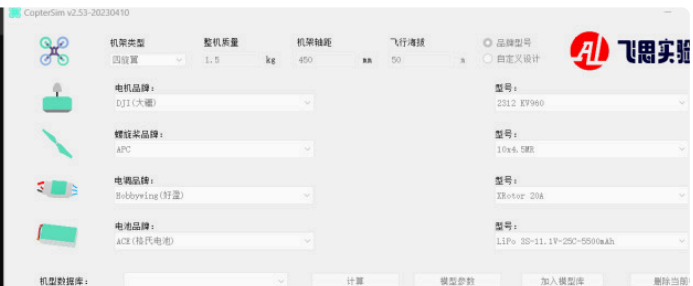 CopterSim v2.53-20230410
机架类型 整机质量 机架轴距 飞行海拔 品牌型号
四旋翼 1.5 kg 450 mm 50 m 自定义设计
飞思实验
电机品牌： 型号：
DJI(大疆) 2312 KV960
螺旋桨品牌： 型号：
APC 10x4.5MR
电调品牌： 型号：
Hobbywing(好盈) XRotor 20A
电池品牌： 型号：
ACE(格氏电池) LiPo 3S-11.1V-25C-5500mAh
机型数据库： 计算 模型参数 加入模型库 删除当前